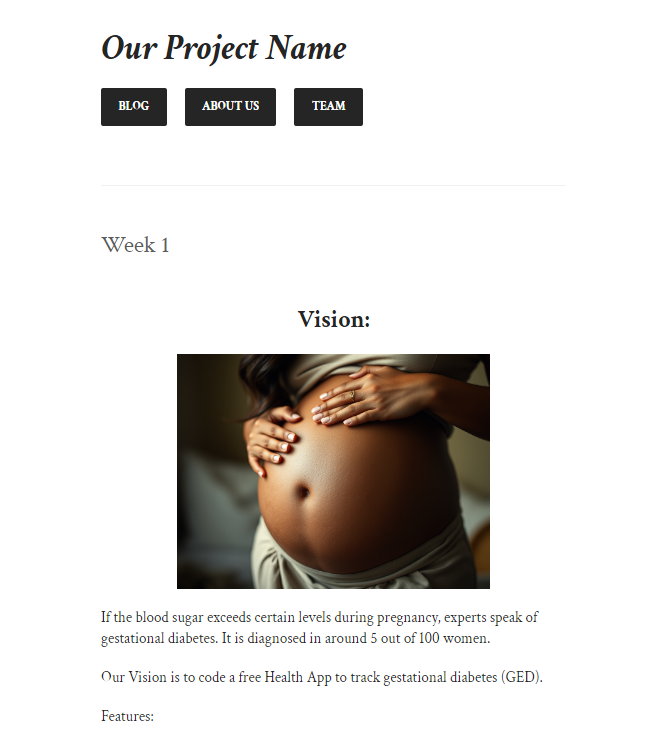 Our Project Name
BLOG ABOUT US TEAM
Week 1
Vision:
If the blood sugar exceeds certain levels during pregnancy, experts speak of
gestational diabetes. It is diagnosed in around 5 out of 100 women.
Our Vision is to code a free Health App to track gestational diabetes (GED).
Features: